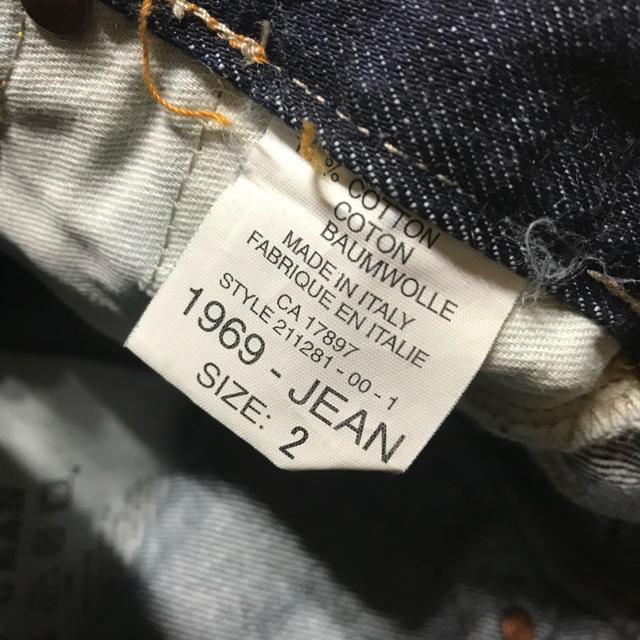 % COTTON
COTON
BAUMWOLLE
MADE IN ITALY
FABRIQUE EN ITALIE
CA 17897
STYLE 211281 - 00 - 1
1969 - JEAN
SIZE: 2